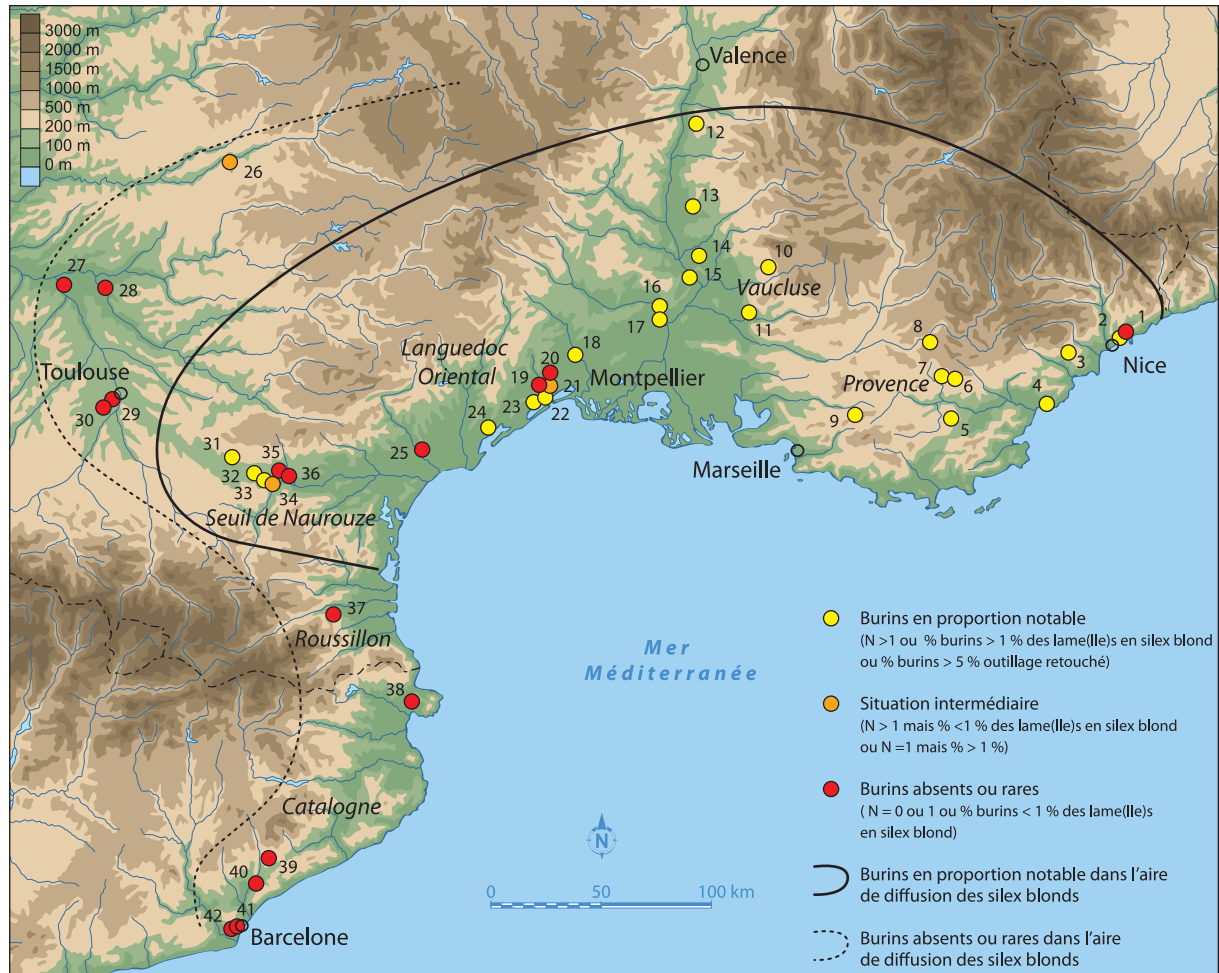 3000 m
2000 m
1500 m
1000 m
500 m
200 m
100 m
0 m
Valence
12
26
13
27
28
14
10
15
Vaucluse
16
17
11
8
2
1
Nice
18
3
Languedoc
Oriental
20
19
Montpellier
21
7
6
Provence
4
Toulouse
30
29
23
22
24
9
5
25
Marseille
31
35
32
36
33
34
Seuil de Naurouze
37
Roussillon
38
Mer
Méditerranée
Catalogne
39
40
42
41
Barcelone
N
0
50
100 km
Burins en proportion notable
(N >1 ou % burins > 1 % des lame(lle)s en silex blond
ou % burins > 5 % outillage retouché)
Situation intermédiaire
(N > 1 mais % <1 % des lame(lle)s en silex blond
ou N =1 mais % > 1 %)
Burins absents ou rares
( N = 0 ou 1 ou % burins < 1 % des lame(lle)s
en silex blond)
Burins en proportion notable dans l'aire
de diffusion des silex blonds
Burins absents ou rares dans l'aire
de diffusion des silex blonds